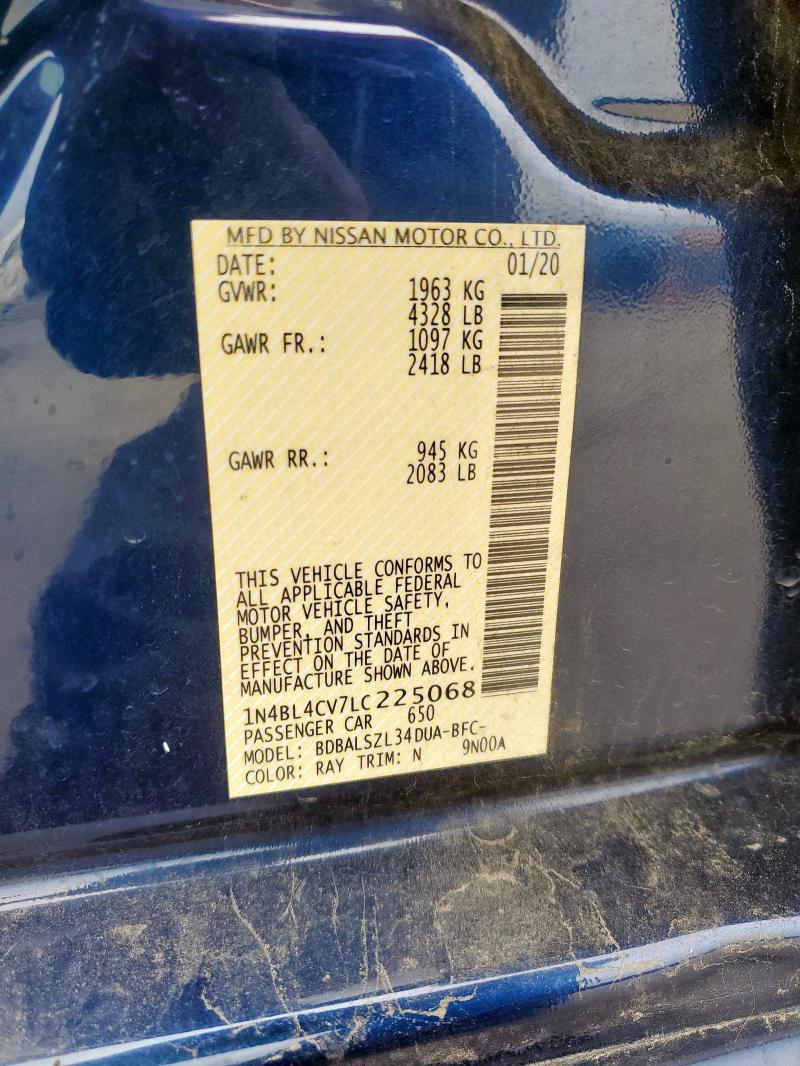 MFD BY NISSAN MOTOR CO., LTD.
DATE: 01/20
GVWR: 1963 KG
4328 LB
GAWR FR.: 1097 KG
2418 LB
GAWR RR.: 945 KG
2083 LB
THIS VEHICLE CONFORMS TO
ALL APPLICABLE FEDERAL
MOTOR VEHICLE SAFETY,
BUMPER, AND THEFT
PREVENTION STANDARDS IN
EFFECT ON THE DATE OF
MANUFACTURE SHOWN ABOVE.
1N4BL4CV7LC225068
PASSENGER CAR 650
MODEL: BDBALSZL34DUA-BFC-
9N00A
COLOR: RAY TRIM: N